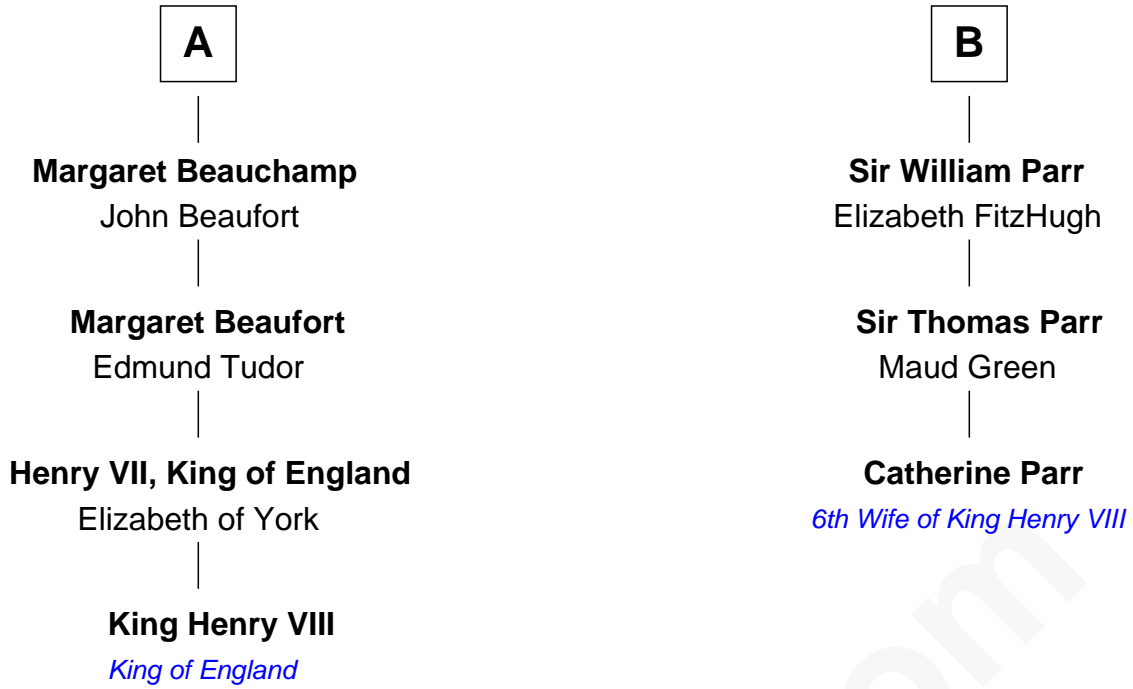 A
Margaret Beauchamp
John Beaufort
Margaret Beaufort
Edmund Tudor
Henry VII, King of England
Elizabeth of York
King Henry VIII
King of England
B
Sir William Parr
Elizabeth FitzHugh
Sir Thomas Parr
Maud Green
Catherine Parr
6th Wife of King Henry VIII
om